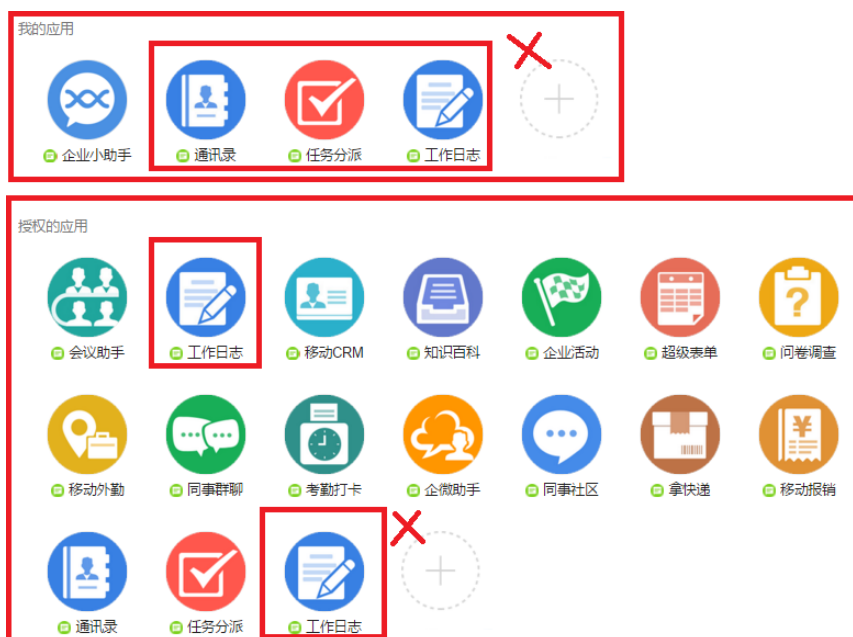 我的应用
企业小助手 通讯录 任务分派 工作日志
授权的应用
会议助手 工作日志 移动CRM 知识百科 企业活动 超级表单 问卷调查
移动外勤 同事群聊 考勤打卡 企微助手 同事社区 拿快递 移动报销
通讯录 任务分派 工作日志